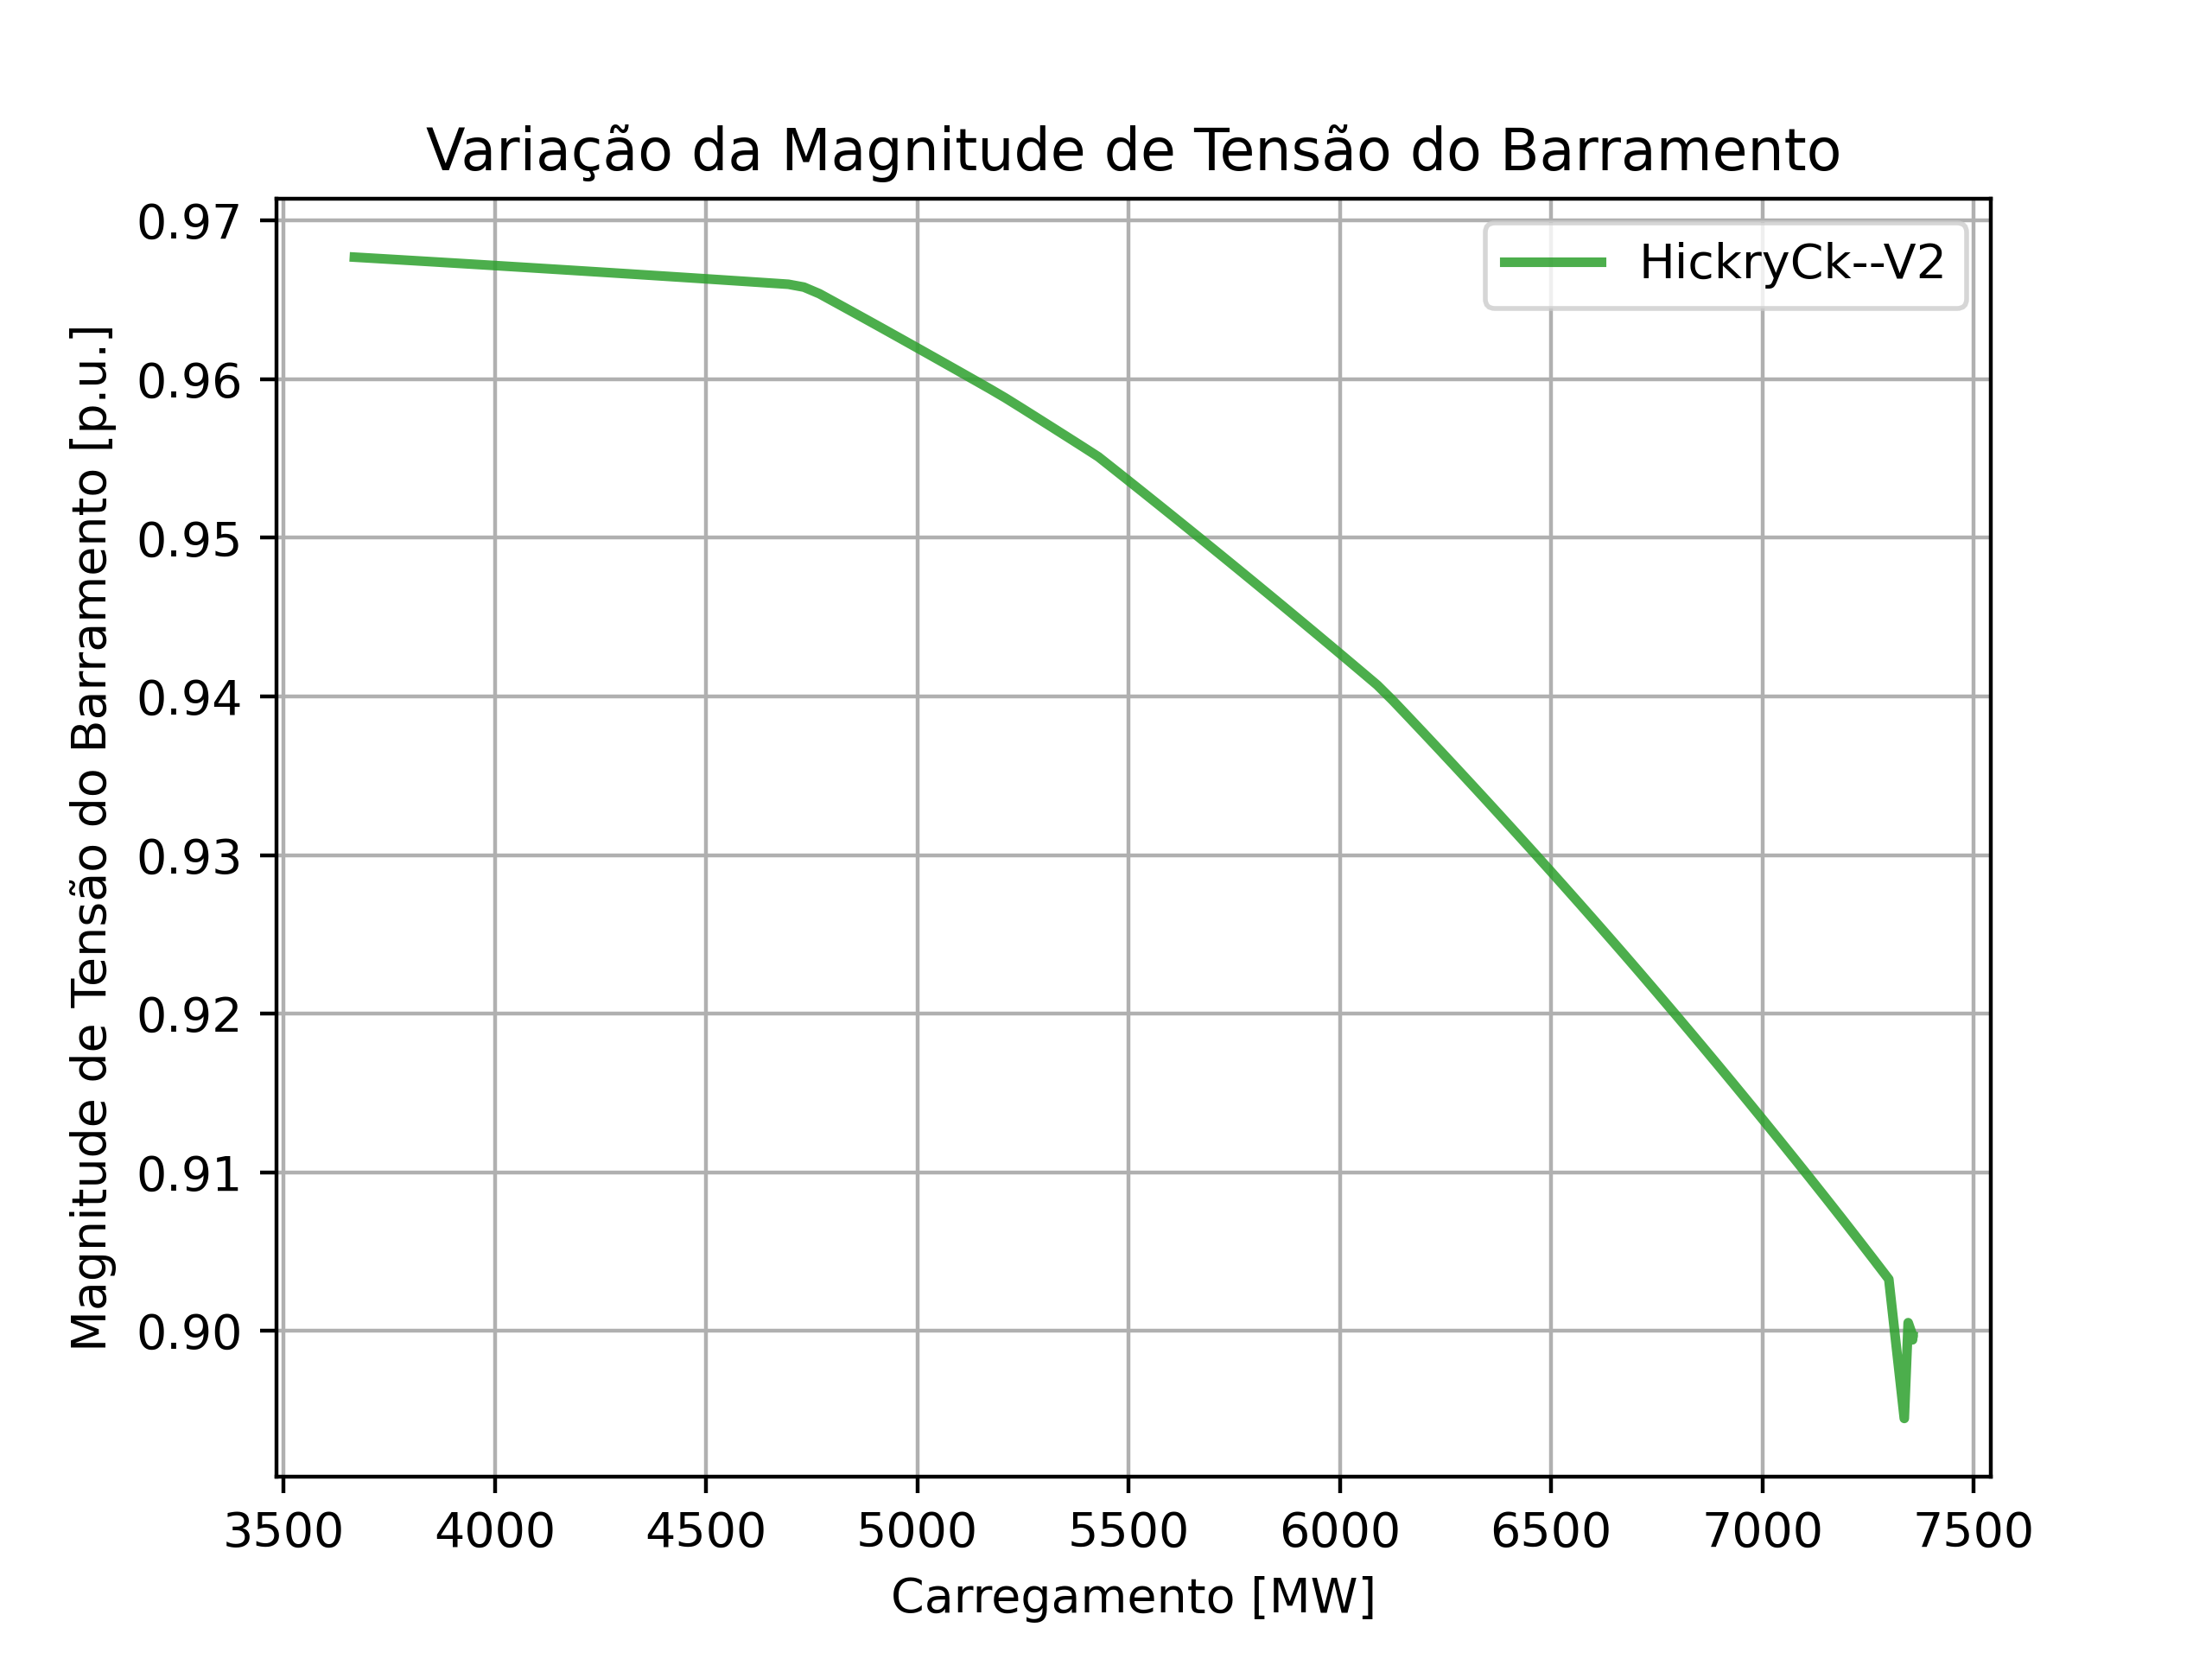 Variação da Magnitude de Tensão do Barramento
HickryCk--V2
Magnitude de Tensão do Barramento [p.u.]
0.97
0.96
0.95
0.94
0.93
0.92
0.91
0.90
3500 4000 4500 5000 5500 6000 6500 7000 7500
Carregamento [MW]